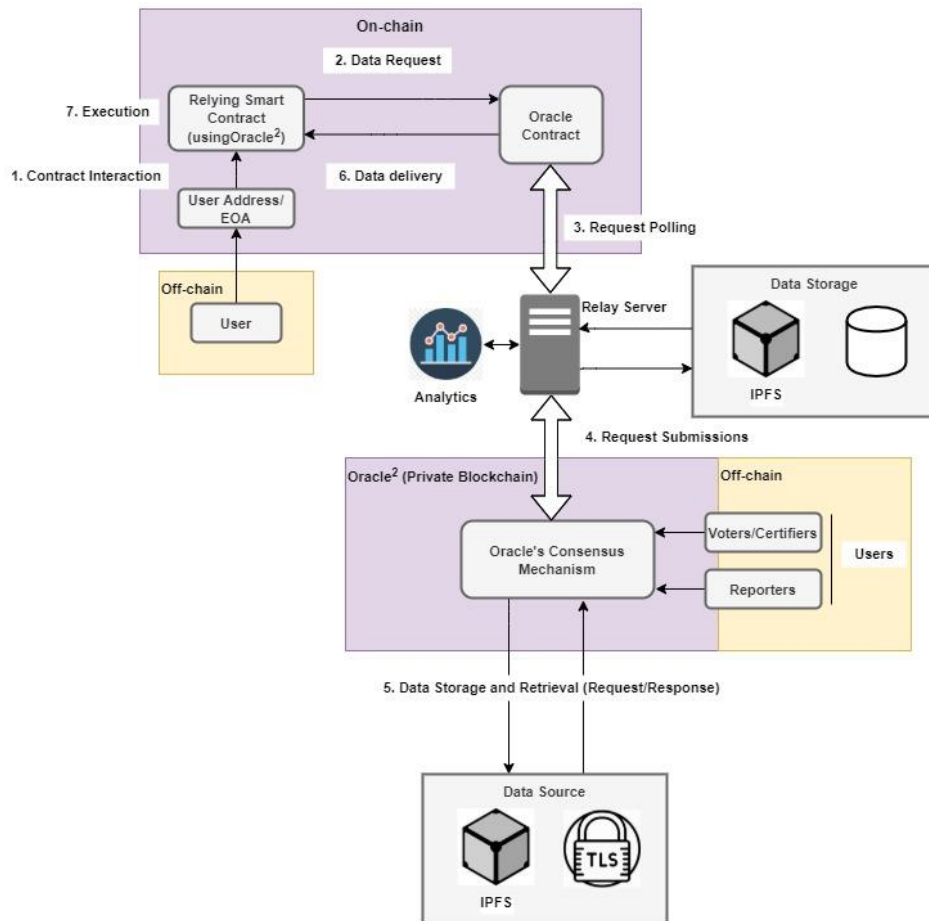 On-chain
2. Data Request
7. Execution
Relying Smart
Contract
(usingOracle²)
Oracle
Contract
1. Contract Interaction
6. Data delivery
User Address/
EOA
3. Request Polling
Off-chain
User
Data Storage
Relay Server
IPFS
Analytics
4. Request Submissions
Oracle² (Private Blockchain)
Off-chain
Oracle's Consensus
Mechanism
Voters/Certifiers
Users
Reporters
5. Data Storage and Retrieval (Request/Response)
Data Source
TLS
IPFS